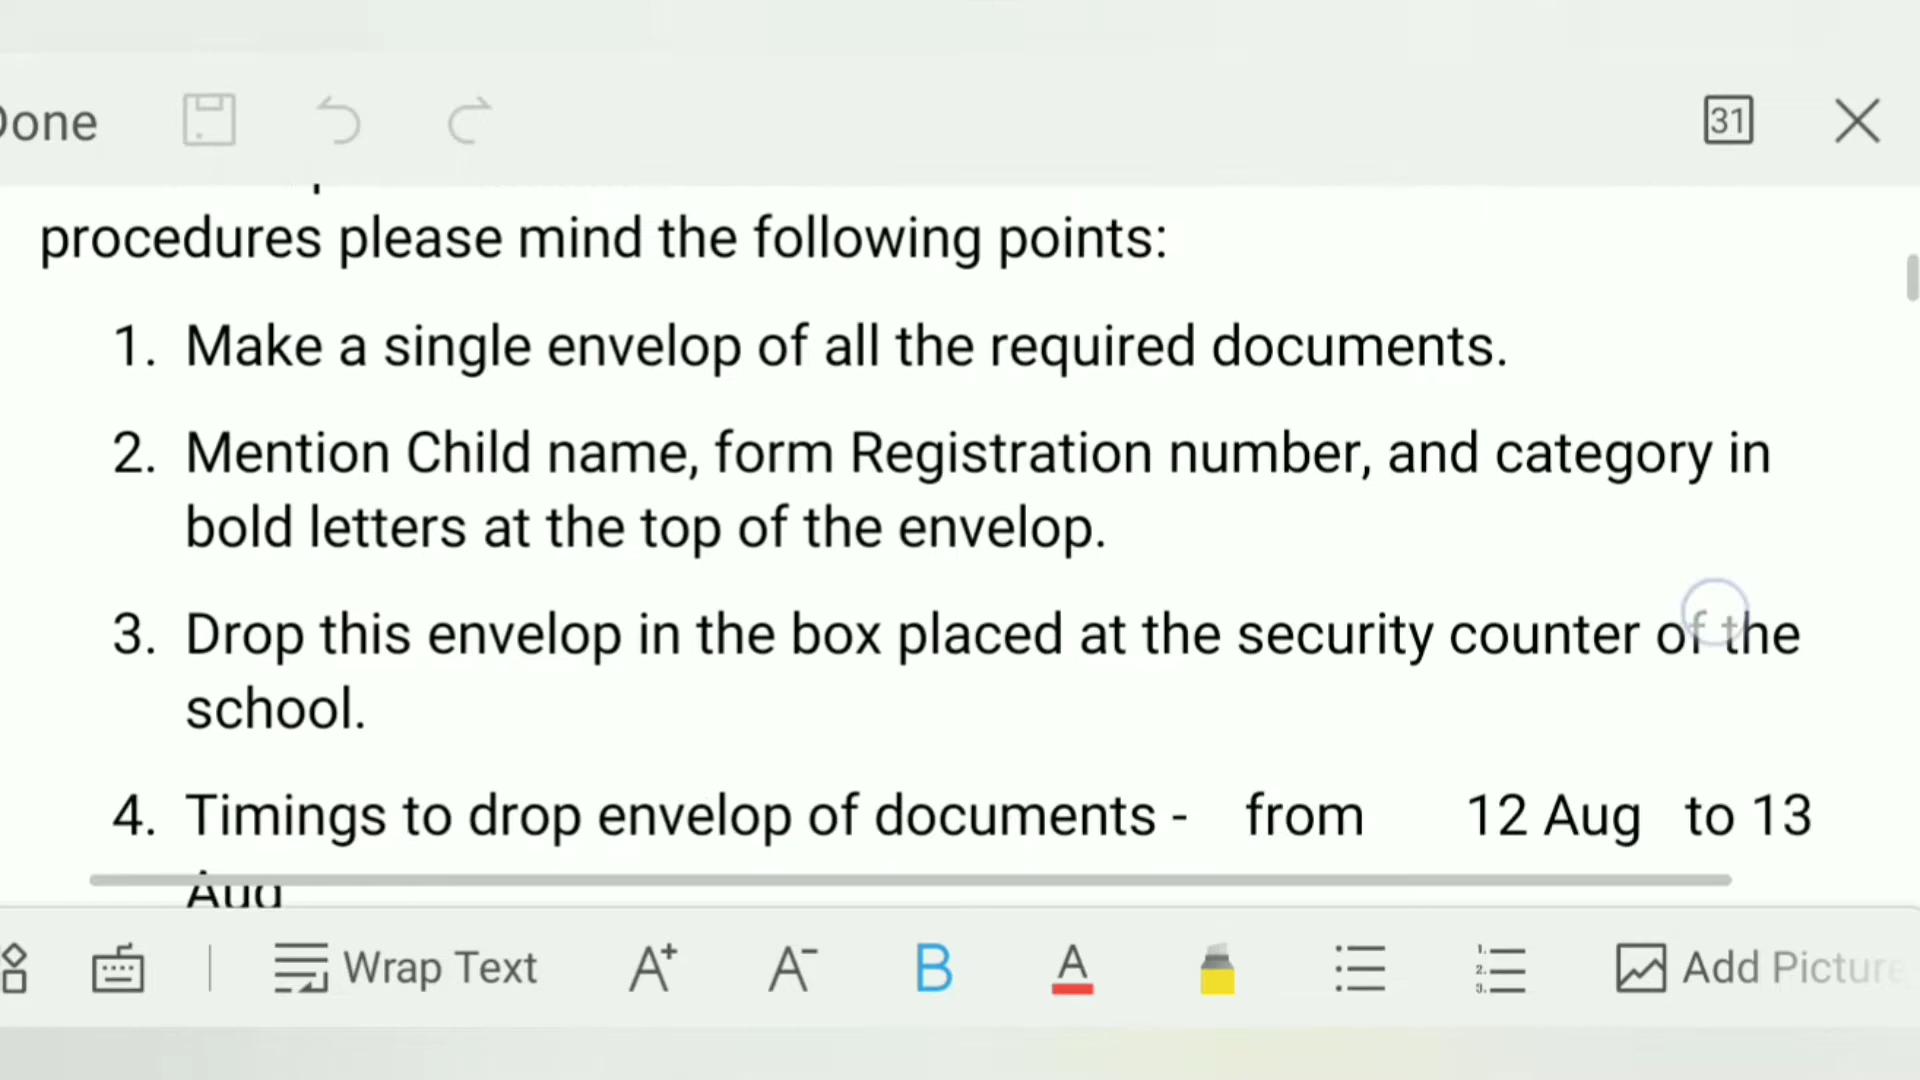 Done
31
procedures please mind the following points:
1. Make a single envelop of all the required documents.
2. Mention Child name, form Registration number, and category in
bold letters at the top of the envelop.
3. Drop this envelop in the box placed at the security counter of the
school.
4. Timings to drop envelop of documents - from 12 Aug to 13
Aug
Wrap Text A+ A- B A Add Picture